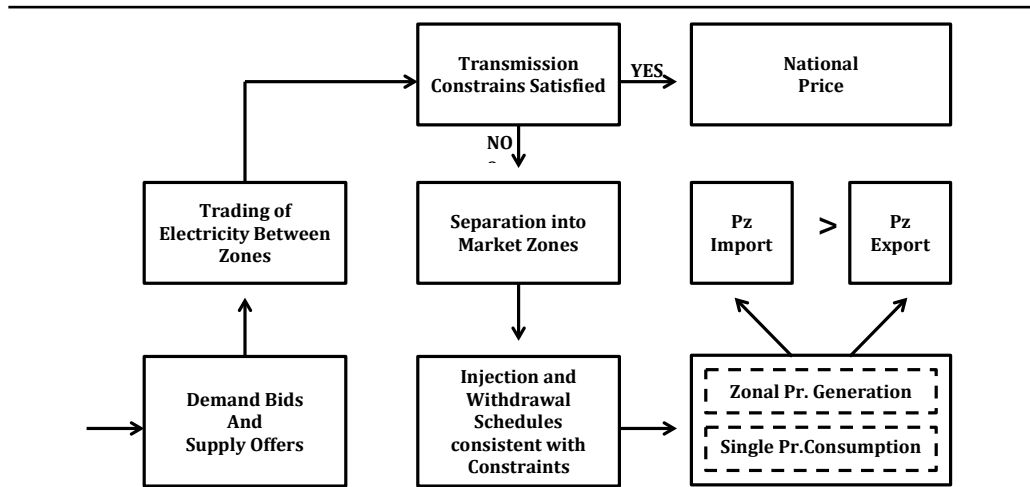 Transmission
Constrains Satisfied
YES
National
Price
NO
Trading of
Electricity Between
Zones
Separation into
Market Zones
Pz
Import
>
Pz
Export
Demand Bids
And
Supply Offers
Injection and
Withdrawal
Schedules
consistent with
Constraints
Zonal Pr. Generation
Single Pr.Consumption